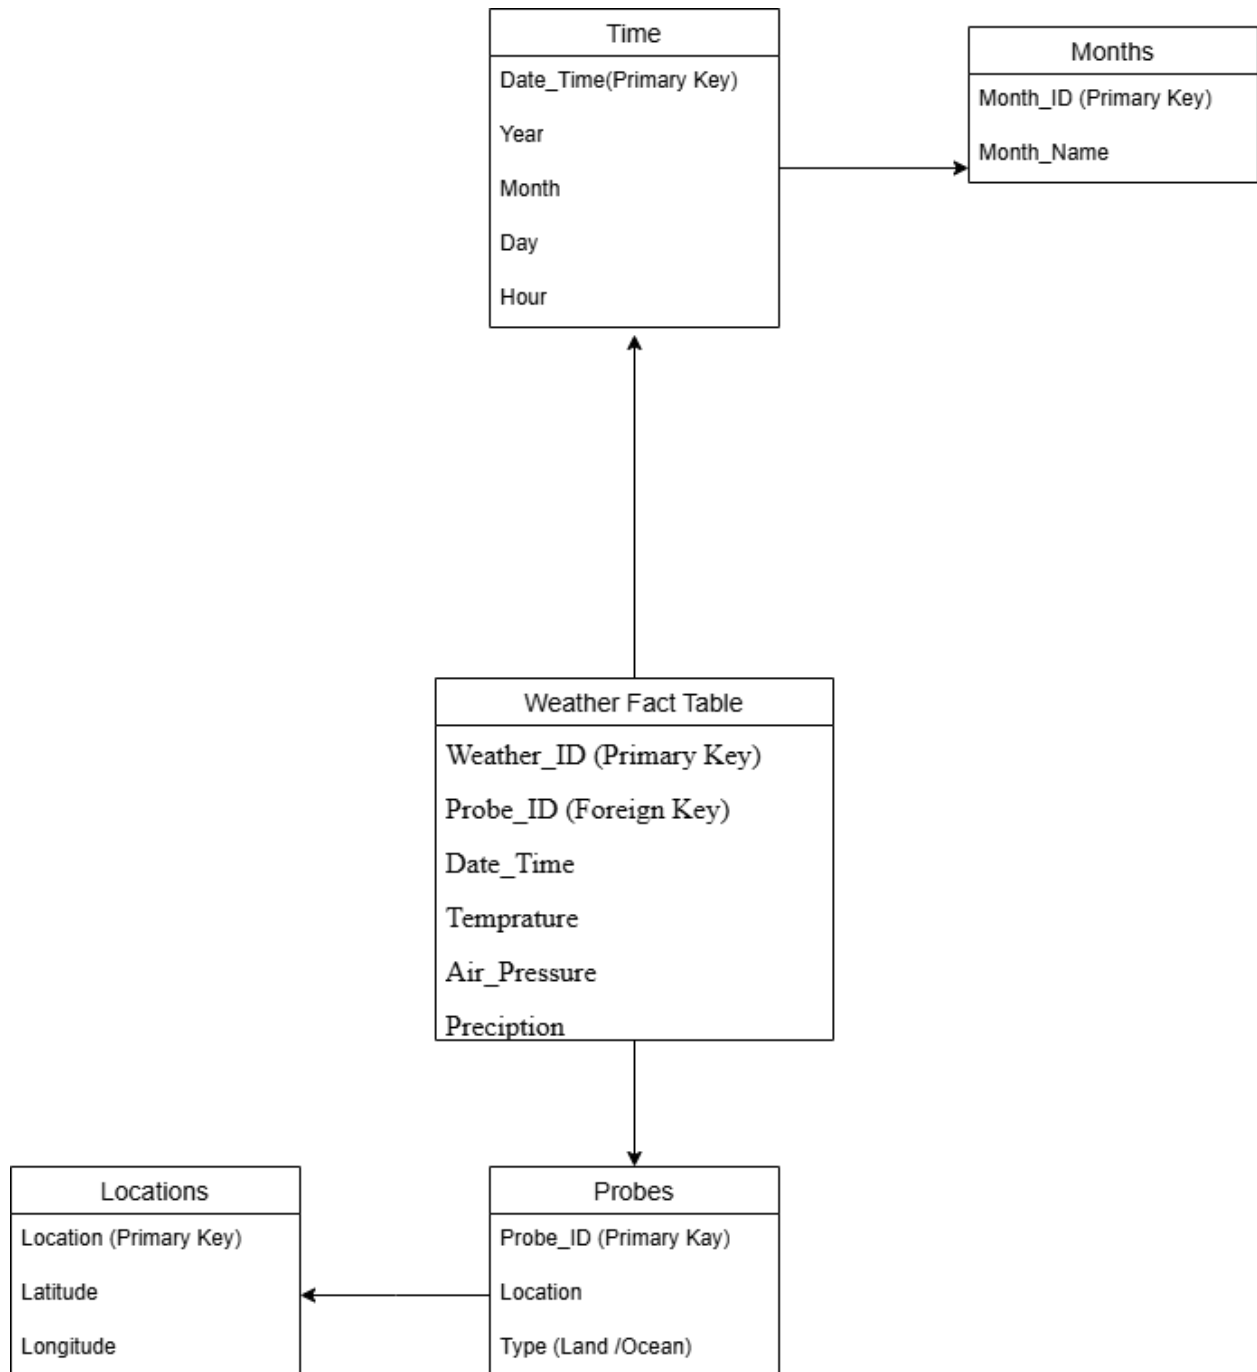 Time
Date_Time(Primary Key)
Year
Month
Day
Hour
Months
Month_ID (Primary Key)
Month_Name
Weather Fact Table
Weather_ID (Primary Key)
Probe_ID (Foreign Key)
Date_Time
Temprature
Air_Pressure
Preciption
Locations
Location (Primary Key)
Latitude
Longitude
Probes
Probe_ID (Primary Kay)
Location
Type (Land /Ocean)